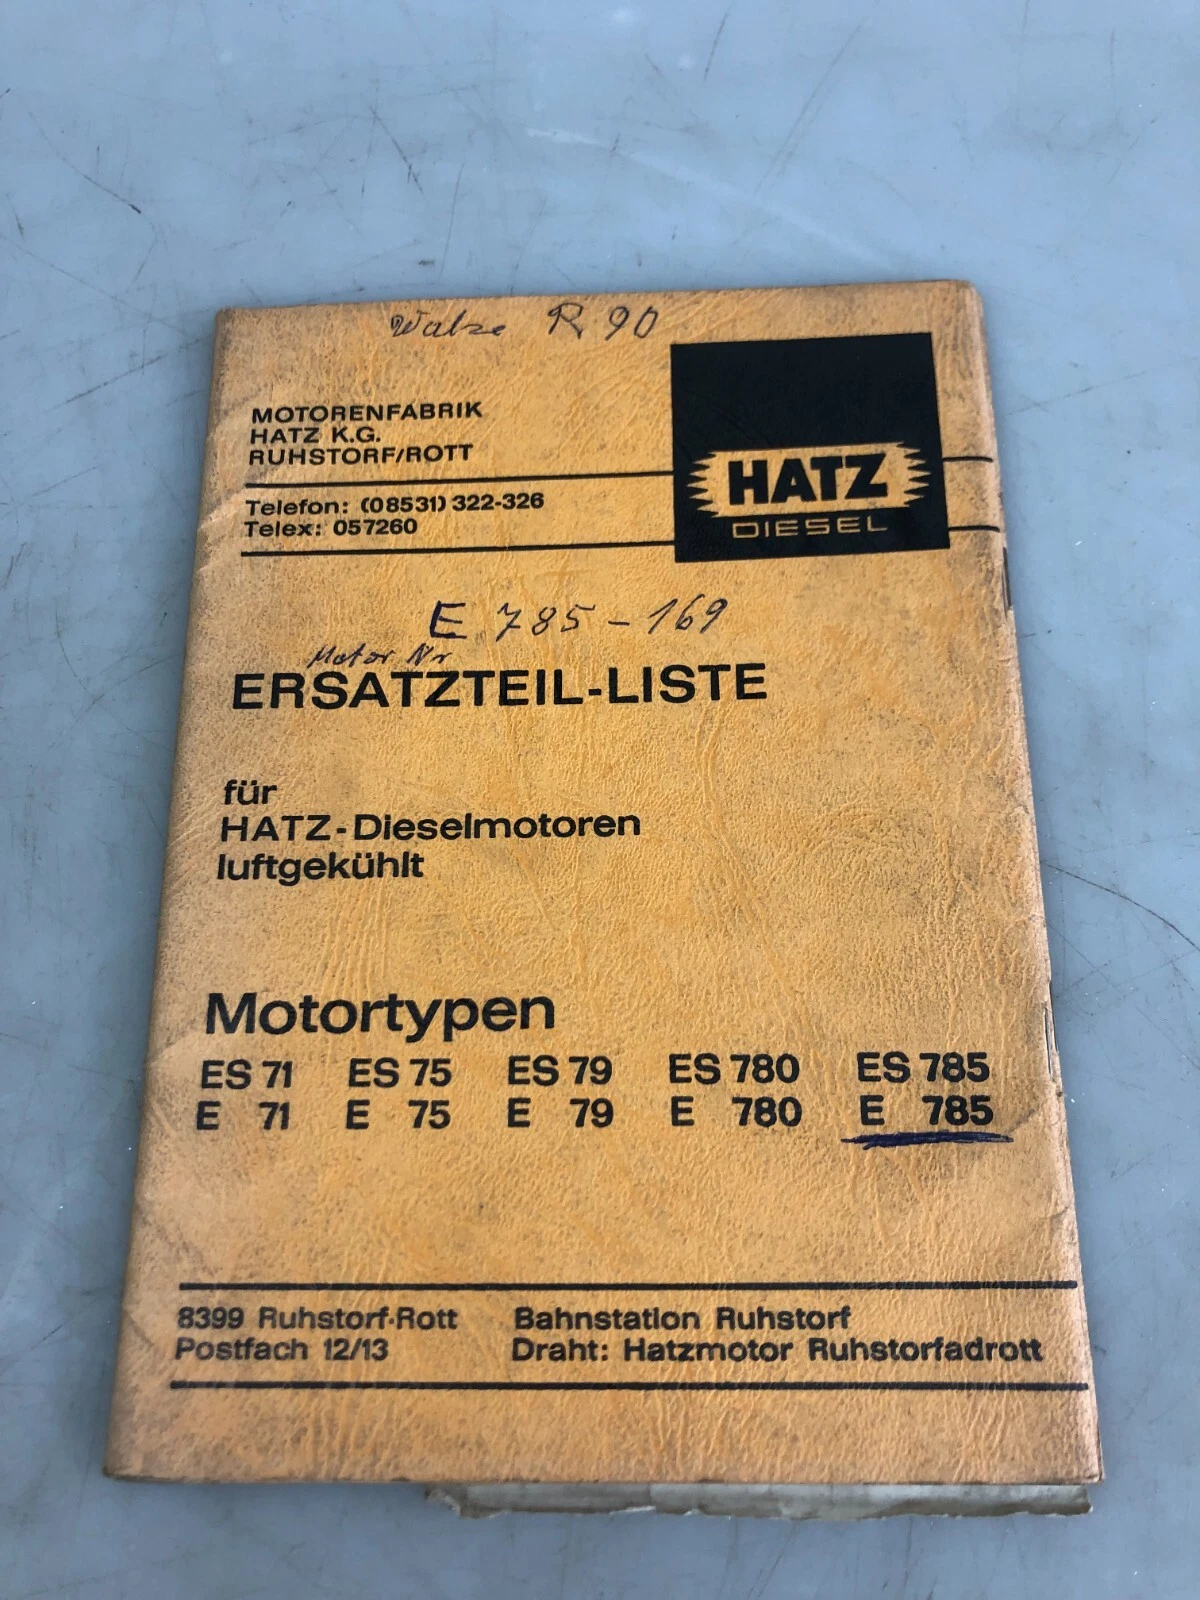 Walze R 90
MOTORENFABRIK
HATZ K.G.
RUHSTORF/ROTT
HATZ
DIESEL
Telefon: (08531) 322-326
Telex: 057260
E 785 - 169
Motor Nr
ERSATZTEIL-LISTE
für
HATZ-Dieselmotoren
luftgekühlt
Motortypen
ES 71 ES 75 ES 79 ES 780 ES 785
E 71 E 75 E 79 E 780 E 785
8399 Ruhstorf-Rott Bahnstation Ruhstorf
Postfach 12/13 Draht: Hatzmotor Ruhstorfadrott